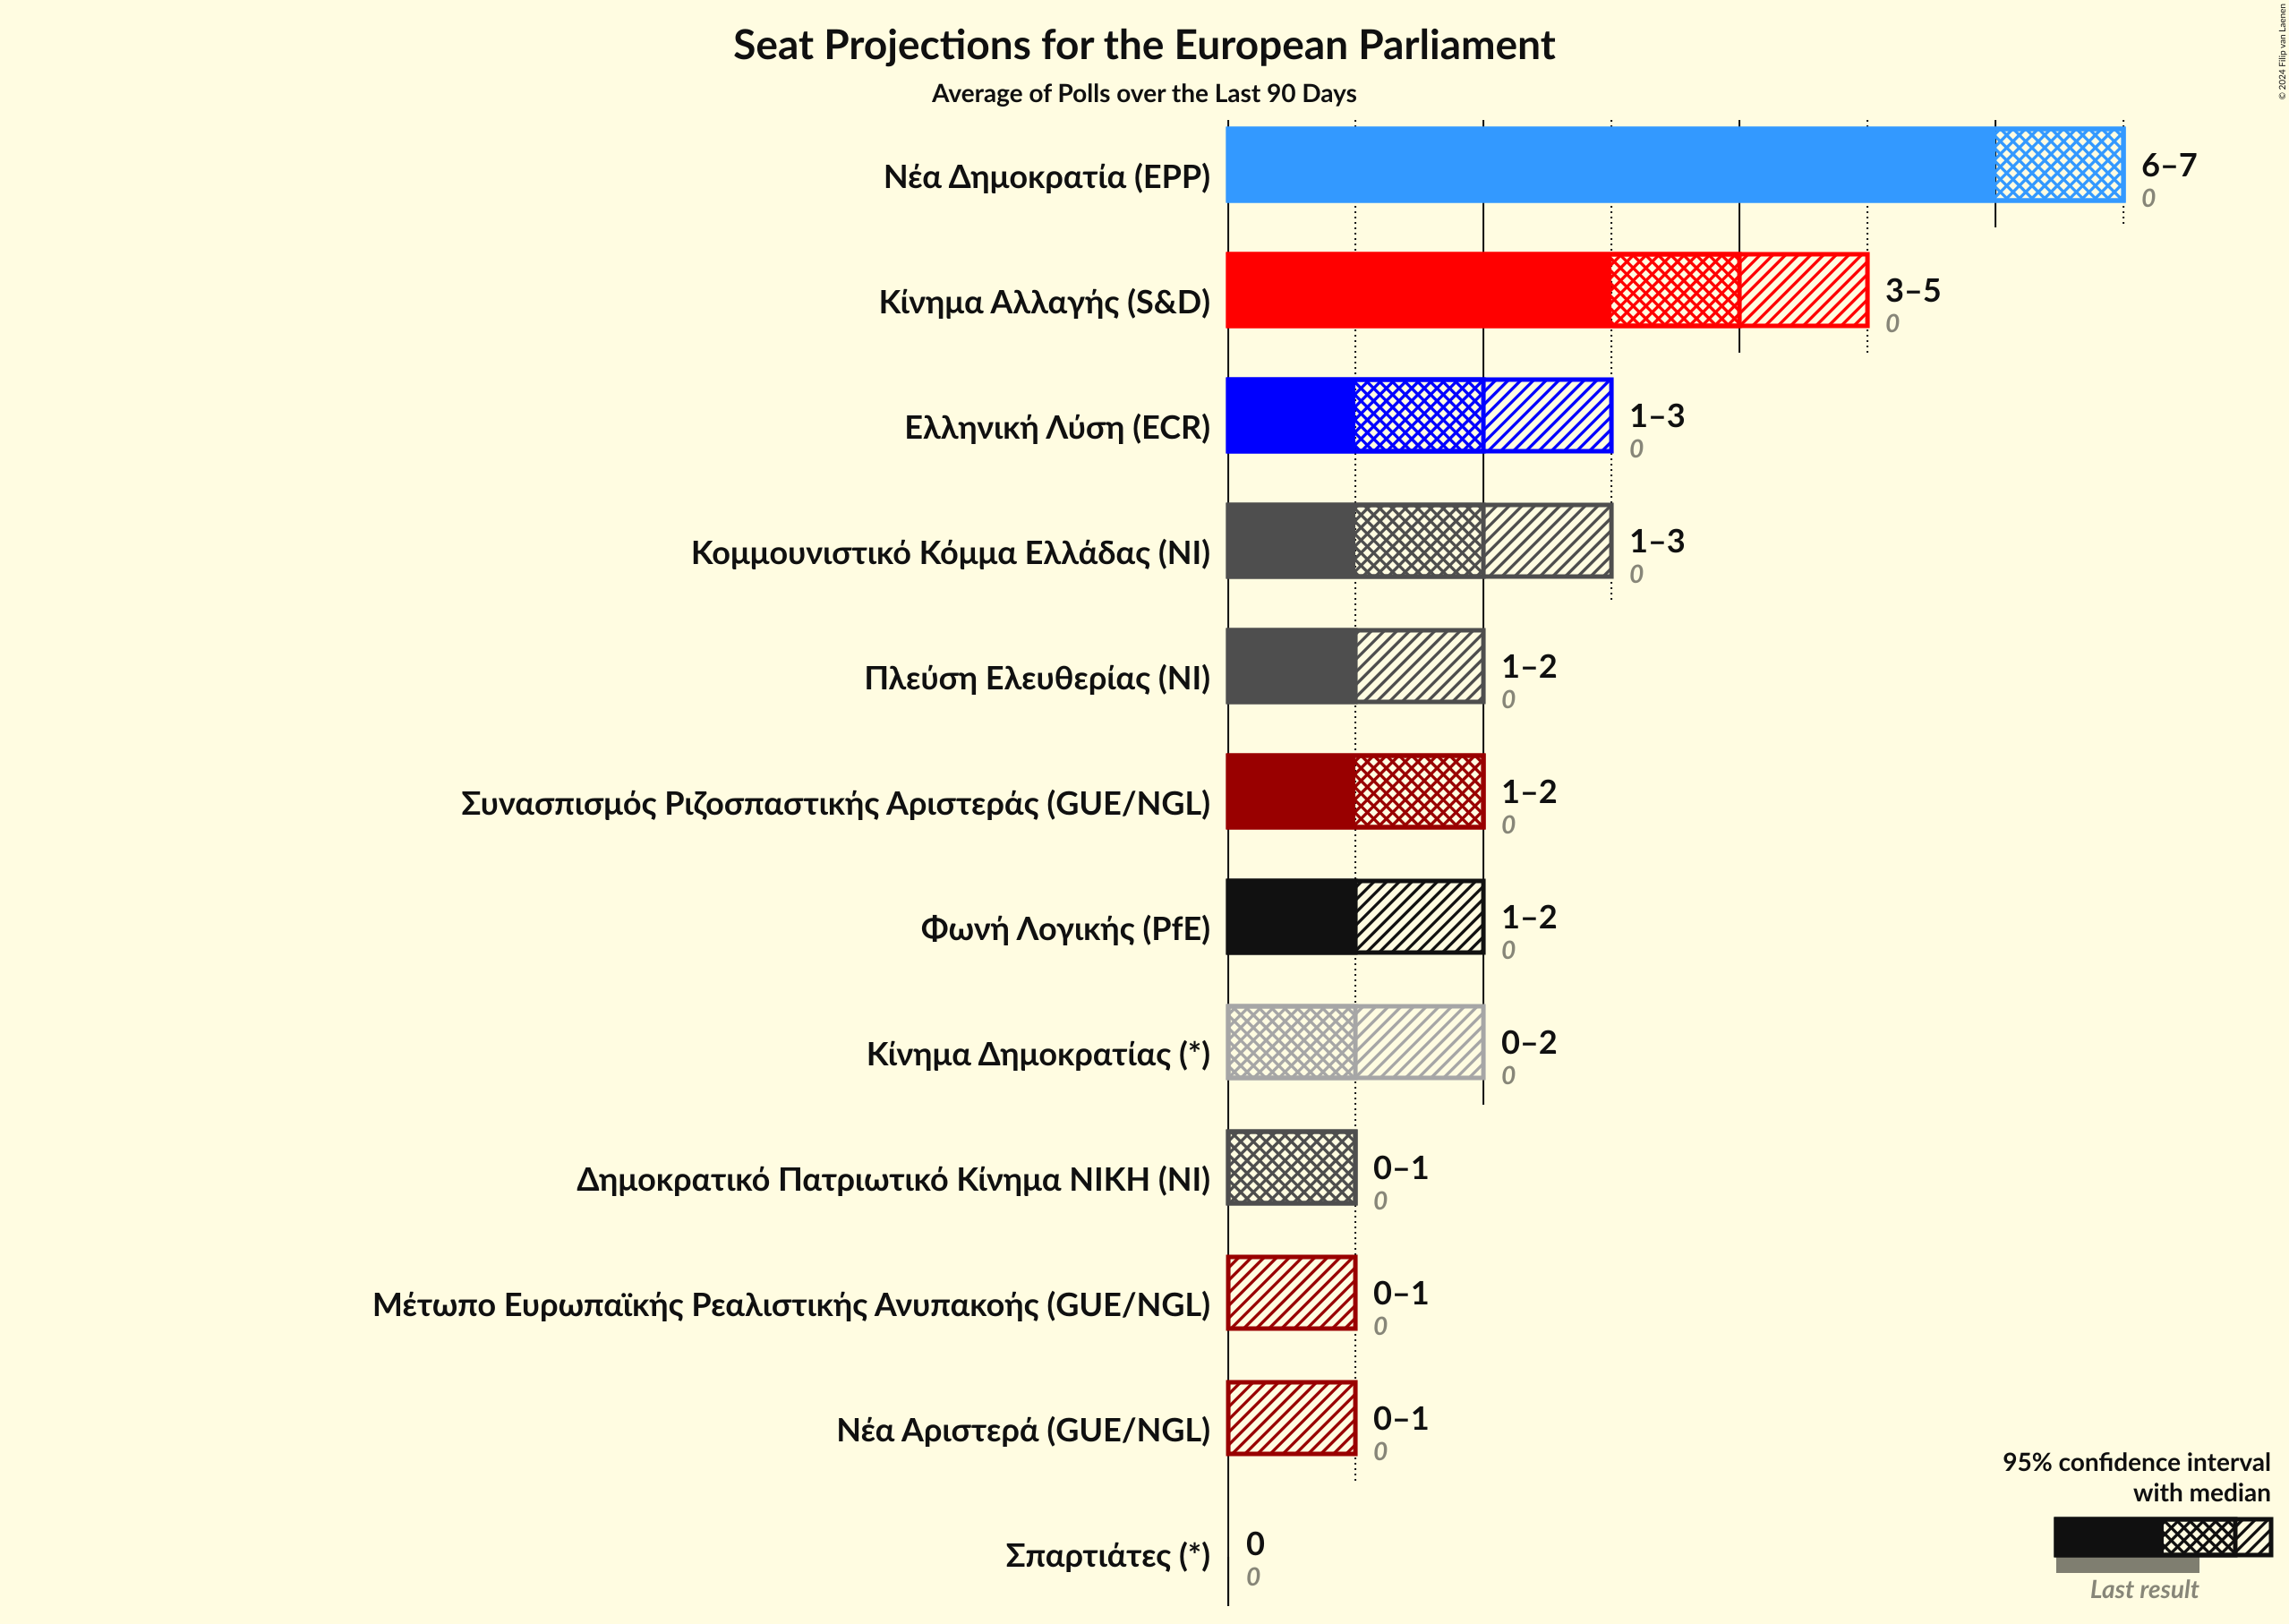 Seat Projections for the European Parliament
Average of Polls over the Last 90 Days
© 2024 Filip van Laenen
Νέα Δημοκρατία (EPP)
6–7
0
Κίνημα Αλλαγής (S&D)
3–5
0
Ελληνική Λύση (ECR)
1–3
0
Κομμουνιστικό Κόμμα Ελλάδας (NI)
1–3
0
Πλεύση Ελευθερίας (NI)
1–2
0
Συνασπισμός Ριζοσπαστικής Αριστεράς (GUE/NGL)
1–2
0
Φωνή Λογικής (PfE)
1–2
0
Κίνημα Δημοκρατίας (*)
0–2
0
Δημοκρατικό Πατριωτικό Κίνημα ΝΙΚΗ (NI)
0–1
0
Μέτωπο Ευρωπαϊκής Ρεαλιστικής Ανυπακοής (GUE/NGL)
0–1
0
Νέα Αριστερά (GUE/NGL)
0–1
0
Σπαρτιάτες (*)
0
0
95% confidence interval
with median
Last result